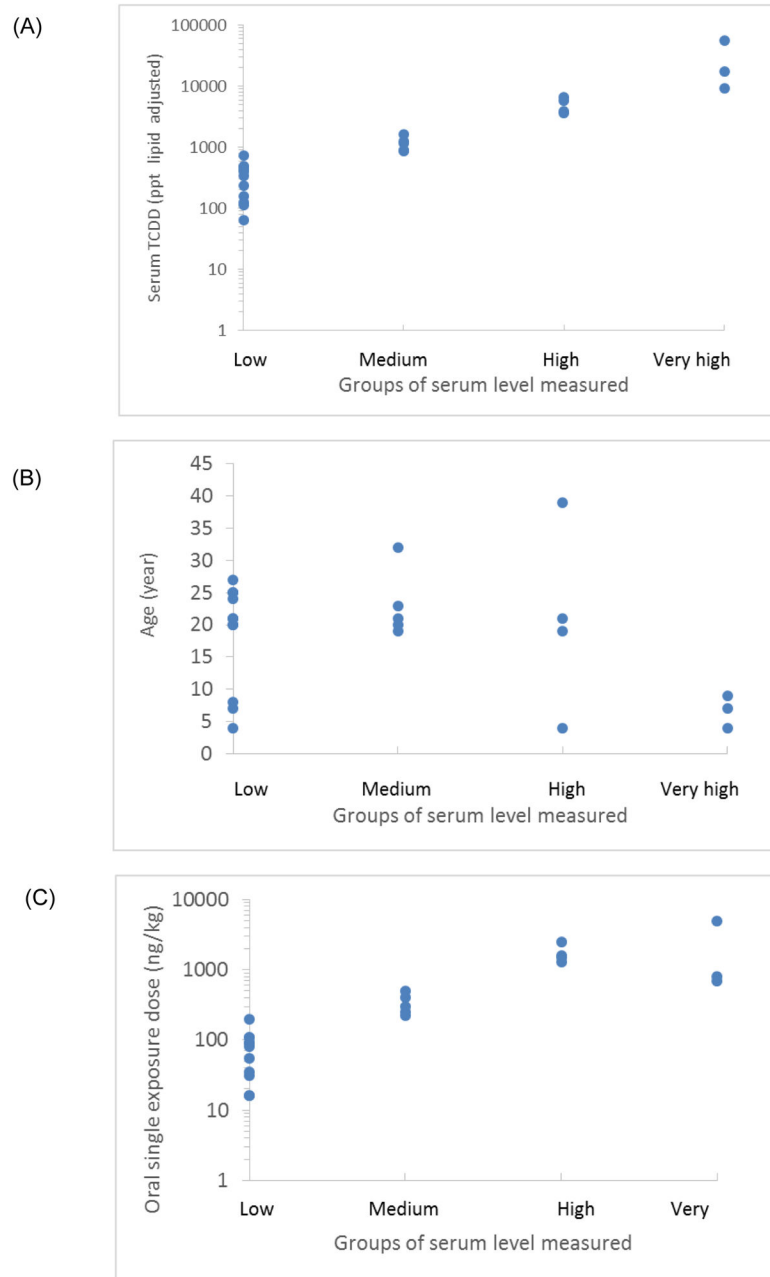 (A)
Serum TCDD (ppt lipid adjusted)
100000
10000
1000
100
10
1
Low Medium High Very high
Groups of serum level measured
(B)
Age (year)
45
40
35
30
25
20
15
10
5
0
Low Medium High Very high
Groups of serum level measured
(C)
Oral single exposure dose (ng/kg)
10000
1000
100
10
1
Low Medium High Very
Groups of serum level measured